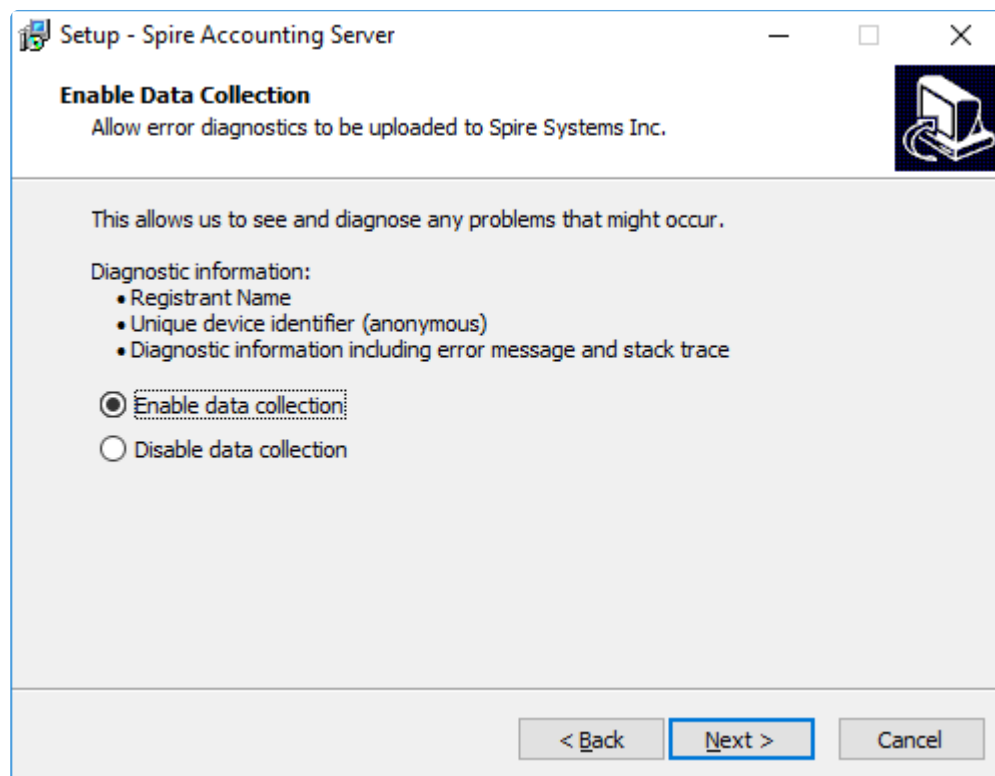 Setup - Spire Accounting Server
Enable Data Collection
Allow error diagnostics to be uploaded to Spire Systems Inc.
This allows us to see and diagnose any problems that might occur.
Diagnostic information:
• Registrant Name
• Unique device identifier (anonymous)
• Diagnostic information including error message and stack trace
Enable data collection
Disable data collection
< Back Next > Cancel